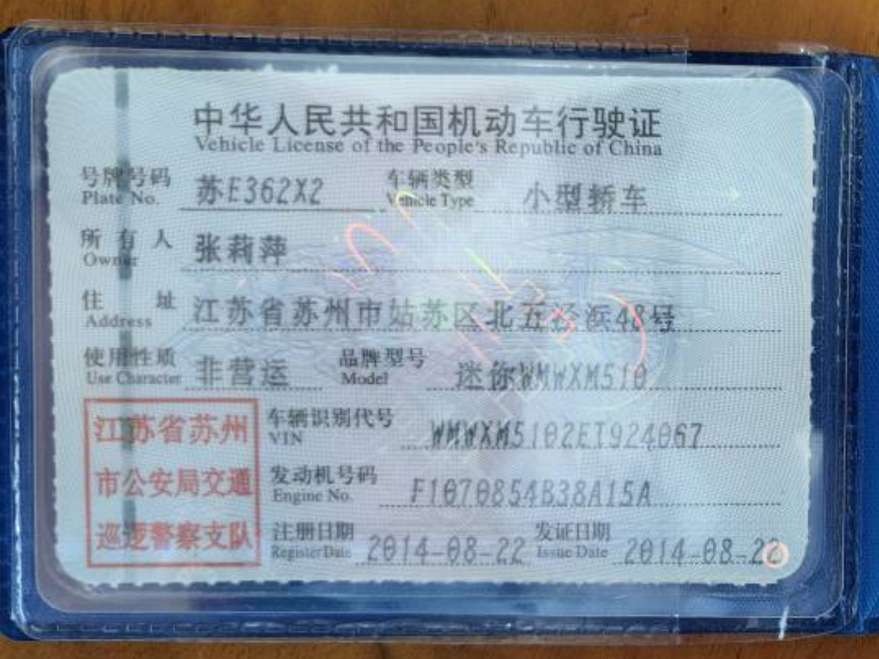 中华人民共和国机动车行驶证
Vehicle License of the People's Republic of China
号牌号码 苏E362X2 车辆类型 小型轿车
Plate No. Vehicle Type
所有人 张莉萍
Owner
住址 江苏省苏州市姑苏区北五泾浜48号
Address
使用性质 非营运 品牌型号 迷你WMWXM510
Use Character Model
江苏省苏州 车辆识别代号 WMWXM5102ET924067
VIN
市公安局交通 发动机号码 F1070854B38A15A
Engine No.
巡逻警察支队 注册日期 2014-08-22 发证日期 2014-08-22
Register Date Issue Date